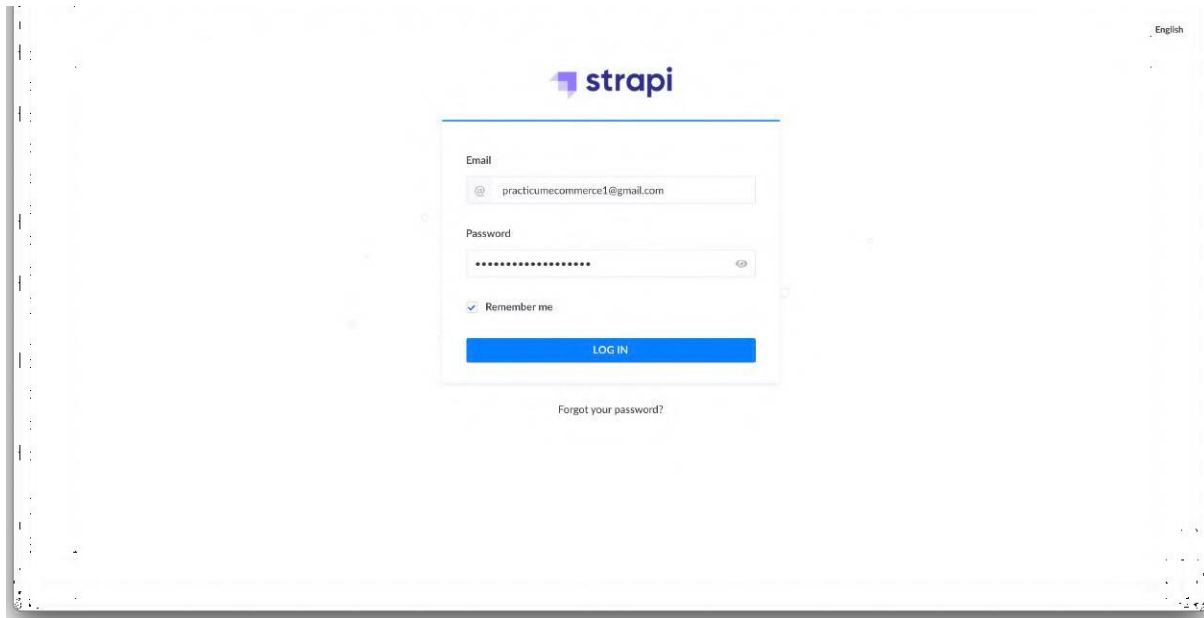 English
strapi
Email
@ practicumecommerce1@gmail.com
Password
•••••••••••••••••••
Remember me
LOG IN
Forgot your password?